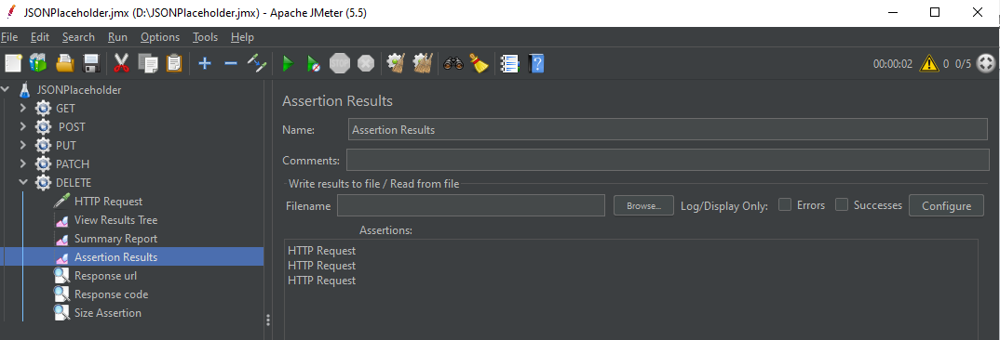 JSONPlaceholder.jmx (D:\JSONPlaceholder.jmx) - Apache JMeter (5.5)
File Edit Search Run Options Tools Help
STOP
00:00:02 0 0/5
JSONPlaceholder
GET
POST
PUT
PATCH
DELETE
HTTP Request
View Results Tree
Summary Report
Assertion Results
Response url
Response code
Size Assertion
Assertion Results
Name: Assertion Results
Comments:
Write results to file / Read from file
Filename Browse... Log/Display Only: Errors Successes Configure
Assertions:
HTTP Request
HTTP Request
HTTP Request